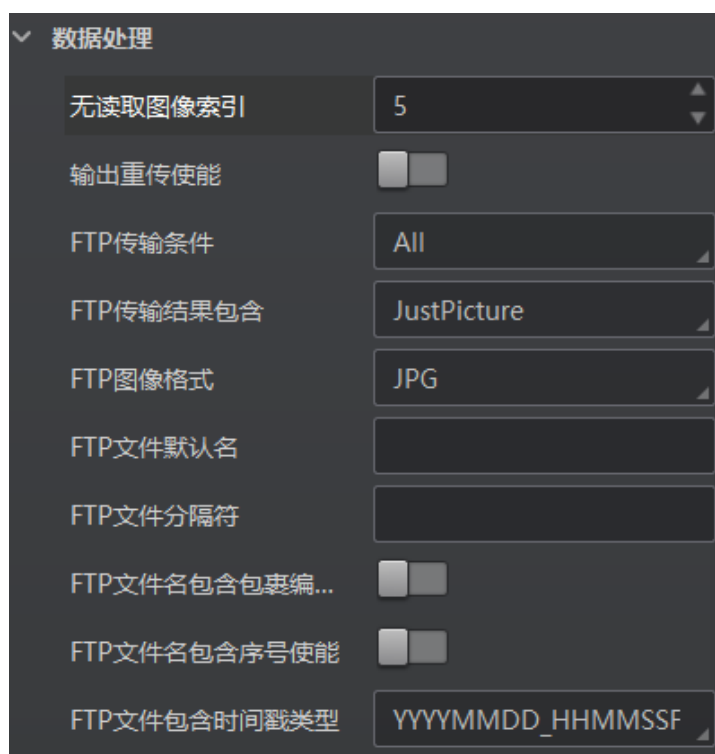 数据处理
无读取图像索引 5
输出重传使能
FTP传输条件 All
FTP传输结果包含 JustPicture
FTP图像格式 JPG
FTP文件默认名
FTP文件分隔符
FTP文件名包含包裹编...
FTP文件名包含序号使能
FTP文件包含时间戳类型 YYYYMMDD_HHMMSSF